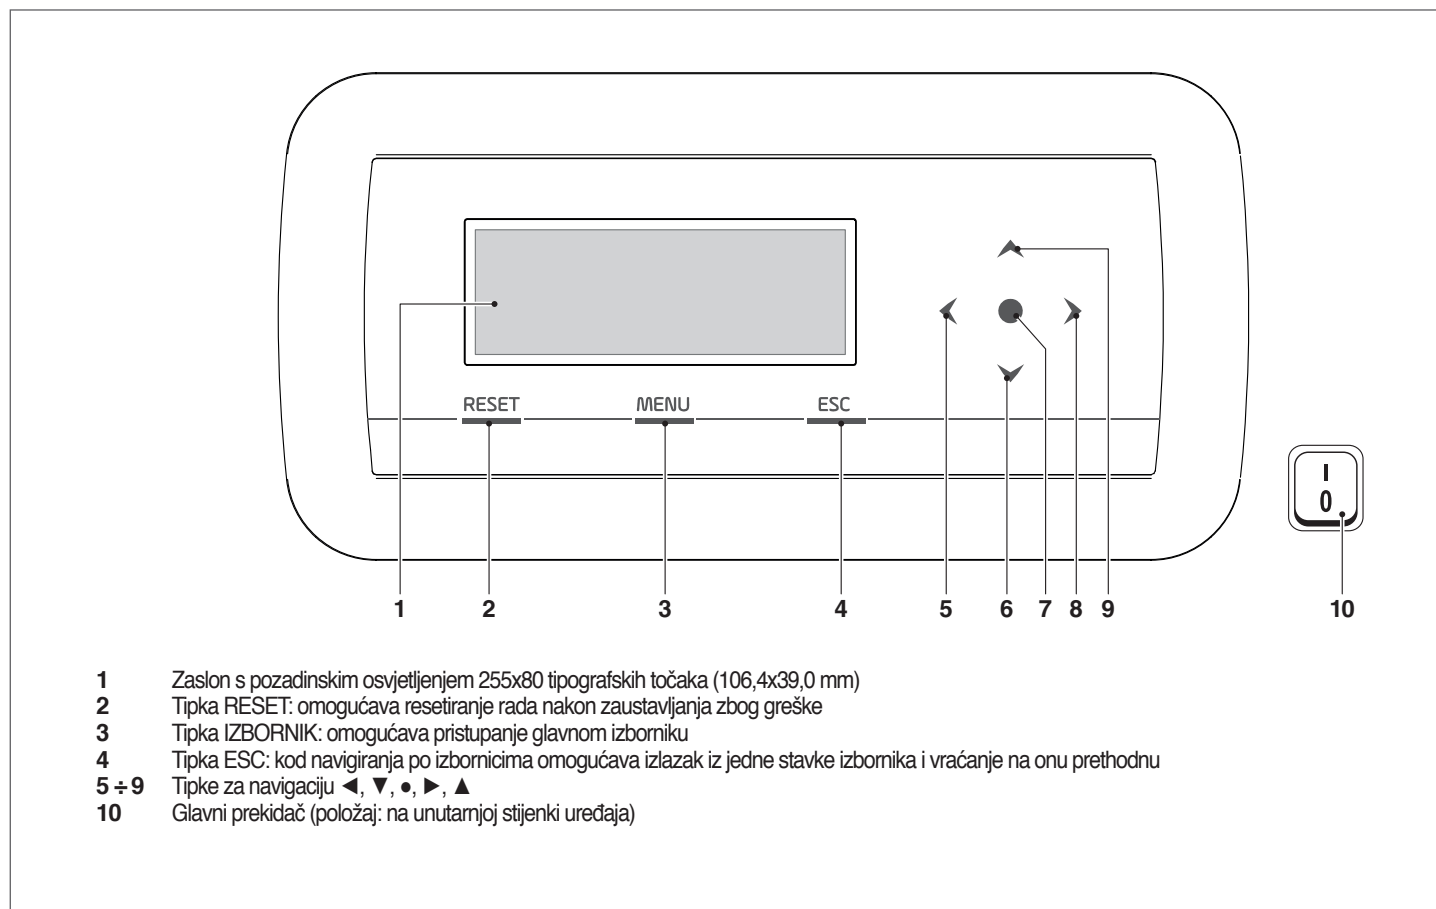 RESET MENU ESC
I
0
1 2 3 4 5 6 7 8 9 10
1 Zaslon s pozadinskim osvjetljenjem 255x80 tipografskih točaka (106,4x39,0 mm)
2 Tipka RESET: omogućava resetiranje rada nakon zaustavljanja zbog greške
3 Tipka IZBORNIK: omogućava pristupanje glavnom izborniku
4 Tipka ESC: kod navigiranja po izbornicima omogućava izlazak iz jedne stavke izbornika i vraćanje na onu prethodnu
5 ÷ 9 Tipke za navigaciju ◄, ▼, ●, ►, ▲
10 Glavni prekidač (položaj: na unutarnjoj stijenki uređaja)